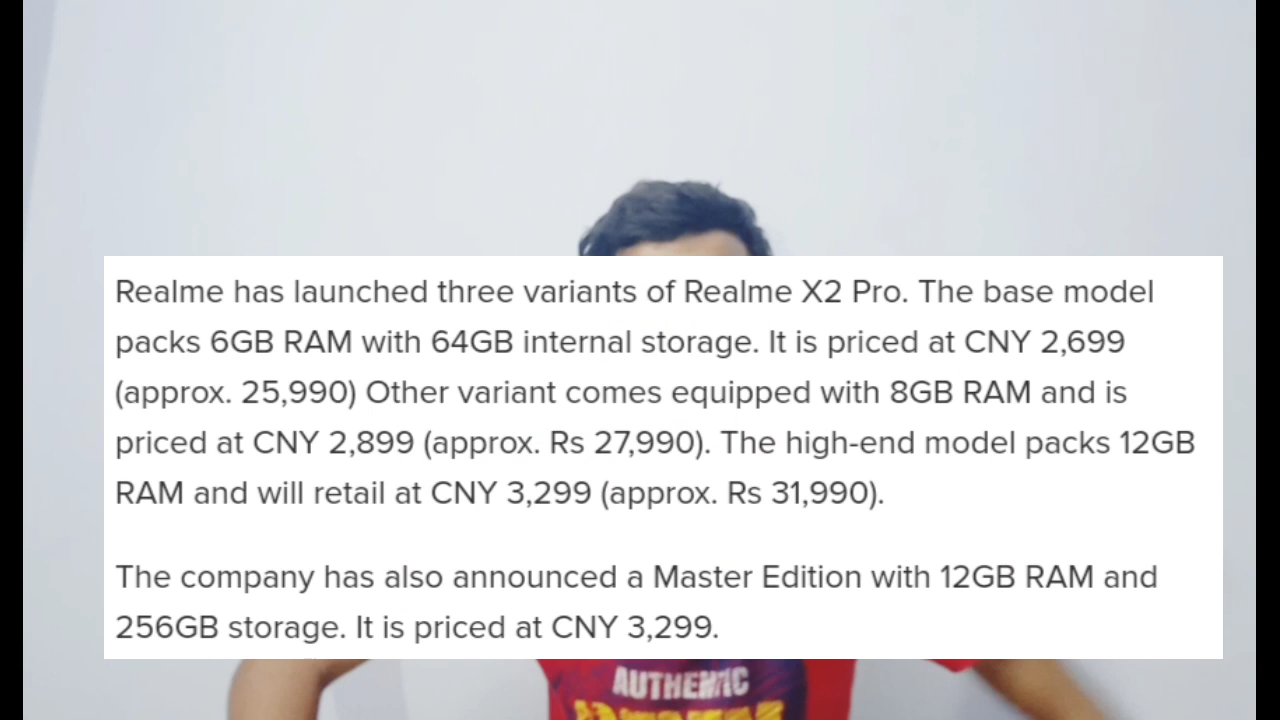 Realme has launched three variants of Realme X2 Pro. The base model
packs 6GB RAM with 64GB internal storage. It is priced at CNY 2,699
(approx. 25,990) Other variant comes equipped with 8GB RAM and is
priced at CNY 2,899 (approx. Rs 27,990). The high-end model packs 12GB
RAM and will retail at CNY 3,299 (approx. Rs 31,990).
The company has also announced a Master Edition with 12GB RAM and
256GB storage. It is priced at CNY 3,299.
AUTHENTIC